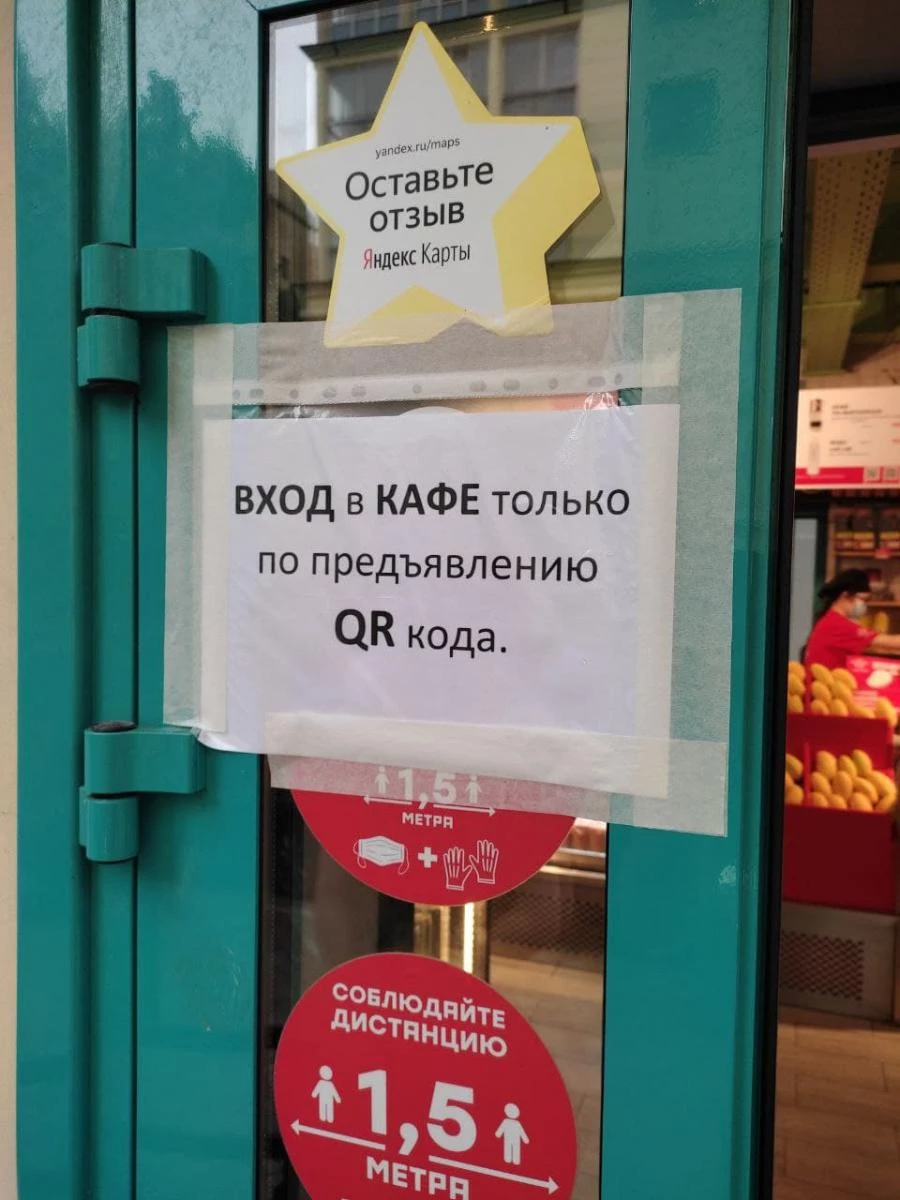 yandex.ru/maps
Оставьте
отзыв
Яндекс Карты
ВХОД в КАФЕ только
по предъявлению
QR кода.
1,5
МЕТРА
+
СОБЛЮДАЙТЕ
ДИСТАНЦИЮ
1,5
МЕТРА